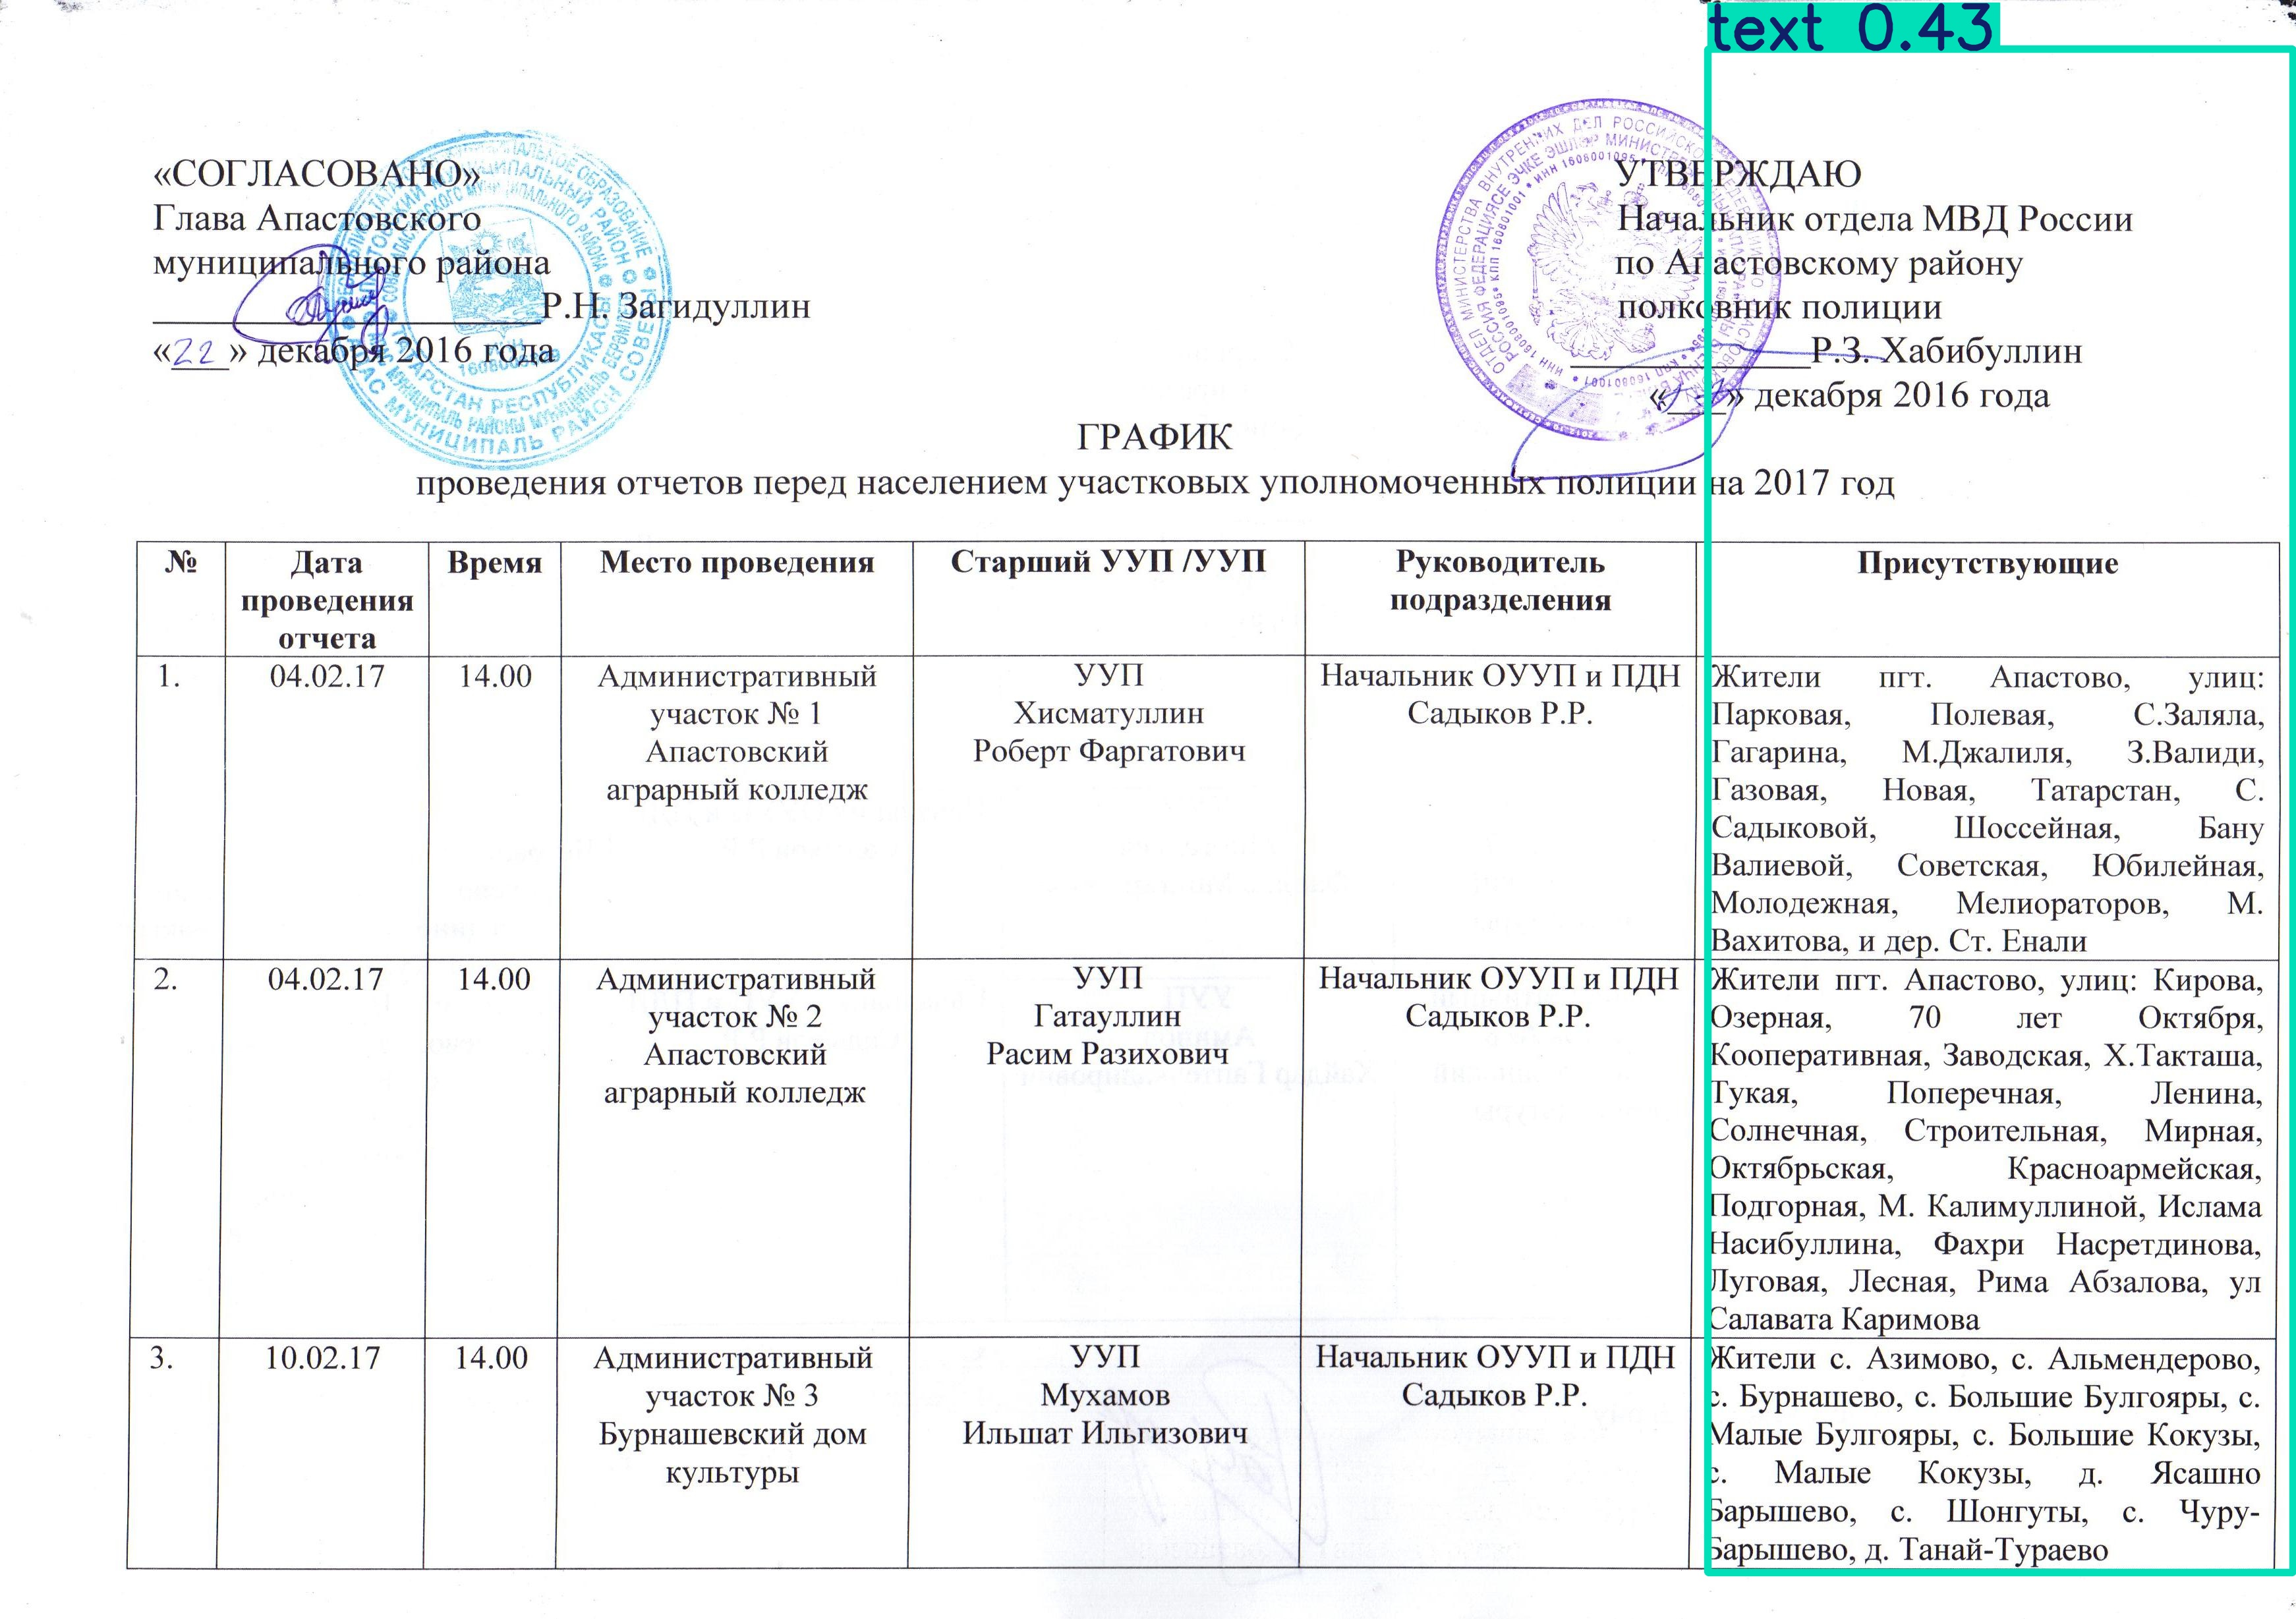 text 0.43
«СОГЛАСОВАНО»
Глава Апастовского
муниципального района
Р.Н. Загидуллин
«22» декабря 2016 года
УТВЕРЖДАЮ
Начальник отдела МВД России
по Апастовскому району
полковник полиции
Р.З. Хабибуллин
« » декабря 2016 года
ГРАФИК
проведения отчетов перед населением участковых уполномоченных полиции на 2017 год
№ Дата проведения отчета Время Место проведения Старший УУП /УУП Руководитель подразделения Присутствующие
1. 04.02.17 14.00
Административный
участок № 1
Апастовский
аграрный колледж
УУП
Хисматуллин
Роберт Фаргатович
Начальник ОУУП и ПДН
Садыков Р.Р.
Жители пгт. Апастово, улиц:
Парковая, Полевая, С.Заляла,
Гагарина, М.Джалиля, З.Валиди,
Газовая, Новая, Татарстан, С.
Садыковой, Шоссейная, Бану
Валиевой, Советская, Юбилейная,
Молодежная, Мелиораторов, М.
Вахитова, и дер. Ст. Енали
2. 04.02.17 14.00
Административный
участок № 2
Апастовский
аграрный колледж
УУП
Гатауллин
Расим Разихович
Начальник ОУУП и ПДН
Садыков Р.Р.
Жители пгт. Апастово, улиц: Кирова,
Озерная, 70 лет Октября,
Кооперативная, Заводская, Х.Такташа,
Тукая, Поперечная, Ленина,
Солнечная, Строительная, Мирная,
Октябрьская, Красноармейская,
Подгорная, М. Калимуллиной, Ислама
Насибуллина, Фахри Насретдинова,
Луговая, Лесная, Рима Абзалова, ул
Салавата Каримова
3. 10.02.17 14.00
Административный
участок № 3
Бурнашевский дом
культуры
УУП
Мухамов
Ильшат Ильгизович
Начальник ОУУП и ПДН
Садыков Р.Р.
Жители с. Азимово, с. Альмендерово,
с. Бурнашево, с. Большие Булгояры, с.
Малые Булгояры, с. Большие Кокузы,
с. Малые Кокузы, д. Ясашно
Барышево, с. Шонгуты, с. Чуру-
Барышево, д. Танай-Тураево